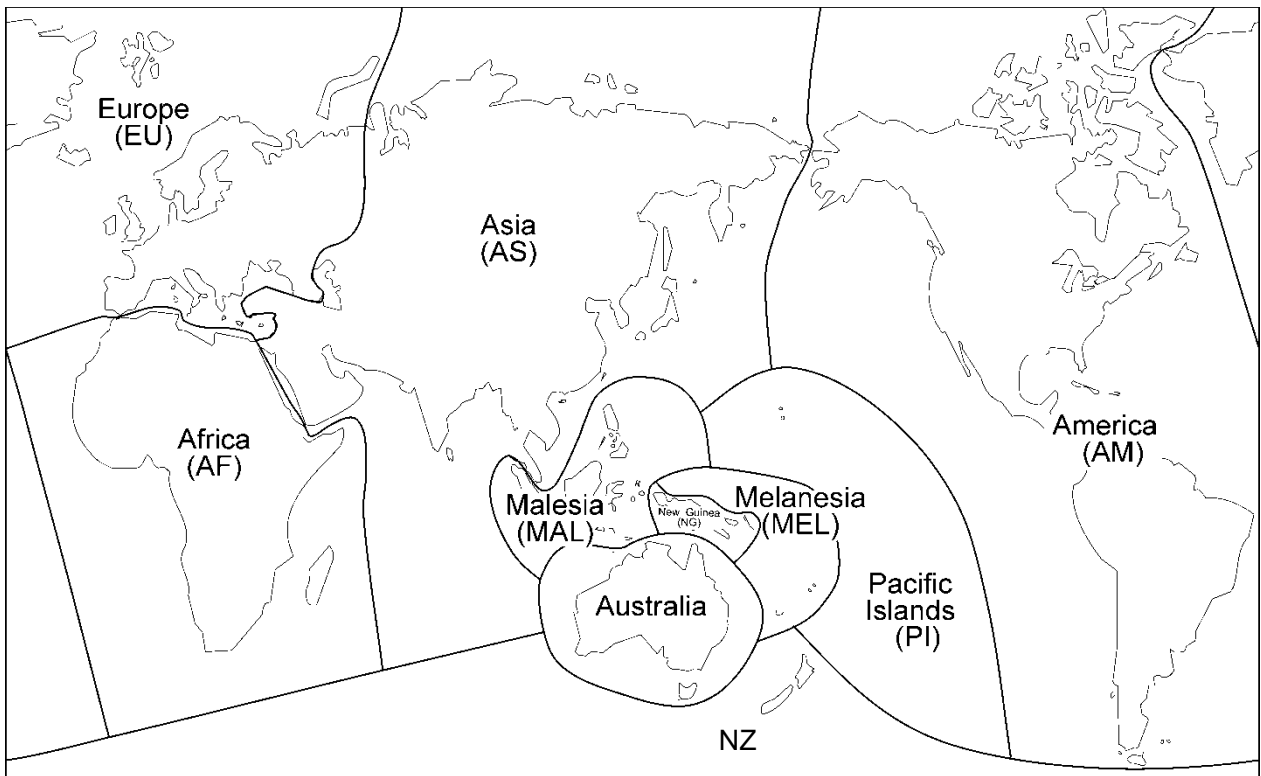 Europe
(EU)
Asia
(AS)
Africa
(AF)
America
(AM)
Malesia
(MAL)
New Guinea
(NG)
Melanesia
(MEL)
Australia
Pacific
Islands
(PI)
NZ